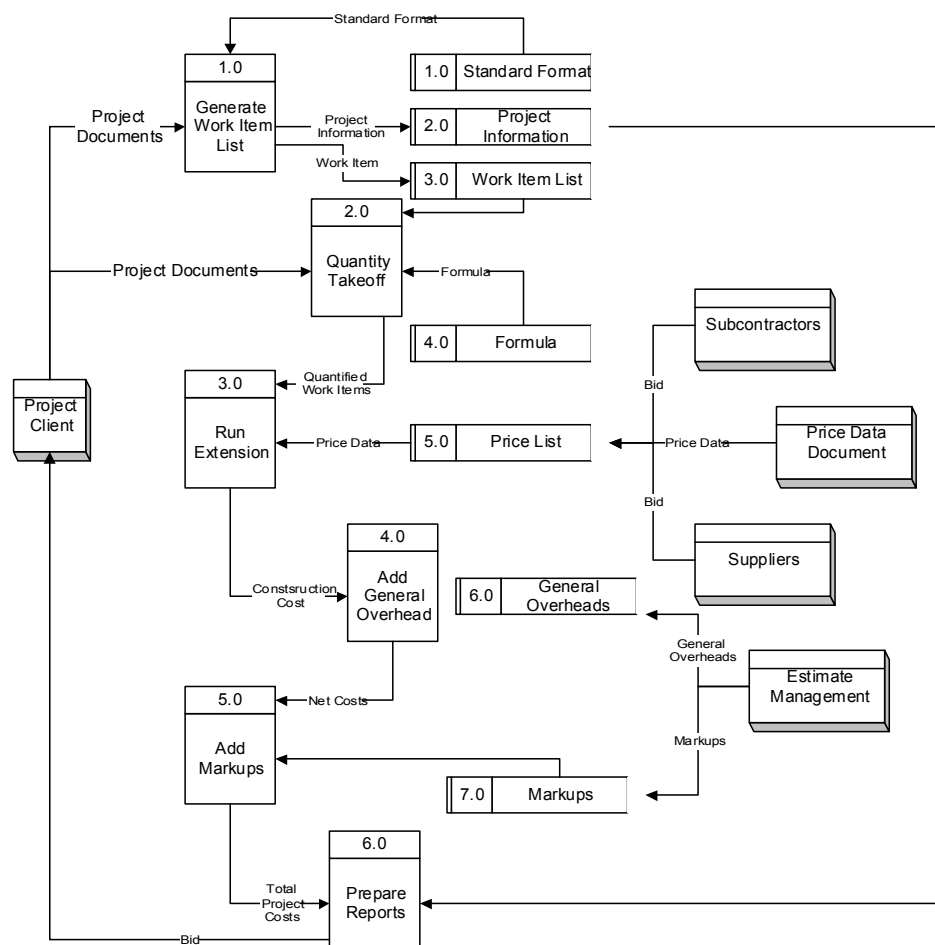 Standard Format
1.0
Generate
Work Item
List
1.0
Standard Format
Project
Documents
Project
Information
2.0
Project
Information
Work Item
3.0
Work Item List
2.0
Quantity
Takeoff
Project Documents
Formula
4.0
Formula
Subcontractors
Bid
Project
Client
Quantified
Work Items
3.0
Run
Extension
Price Data
5.0
Price List
Price Data
Price Data
Document
Bid
Suppliers
4.0
Add
General
Overhead
Constsruction
Cost
6.0
General
Overheads
General
Overheads
Estimate
Management
Markups
Net Costs
5.0
Add
Markups
7.0
Markups
6.0
Prepare
Reports
Total
Project
Costs
Bid